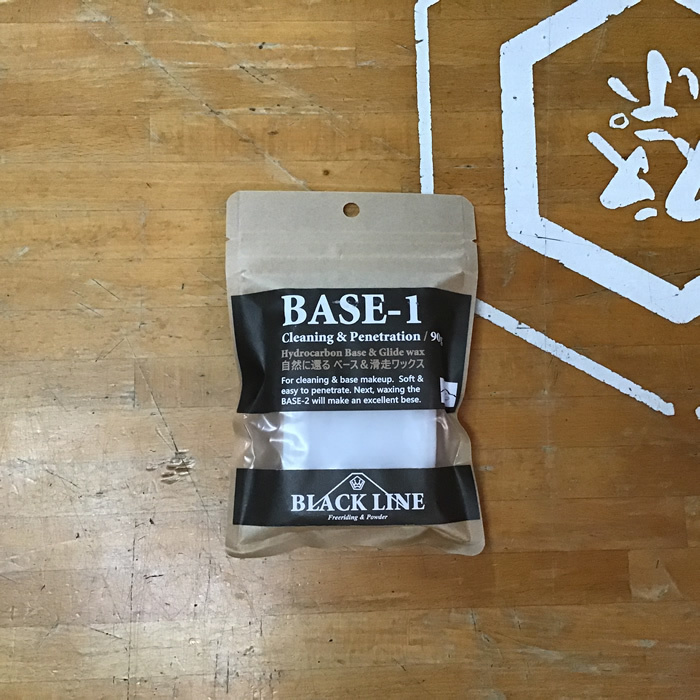 BASE-1
Cleaning & Penetration / 90g
Hydrocarbon Base & Glide wax
自然に還る ベース&滑走ワックス
For cleaning & base makeup. Soft &
easy to penetrate. Next, waxing the
BASE-2 will make an excellent bese.
BLACK LINE
Freeriding & Powder